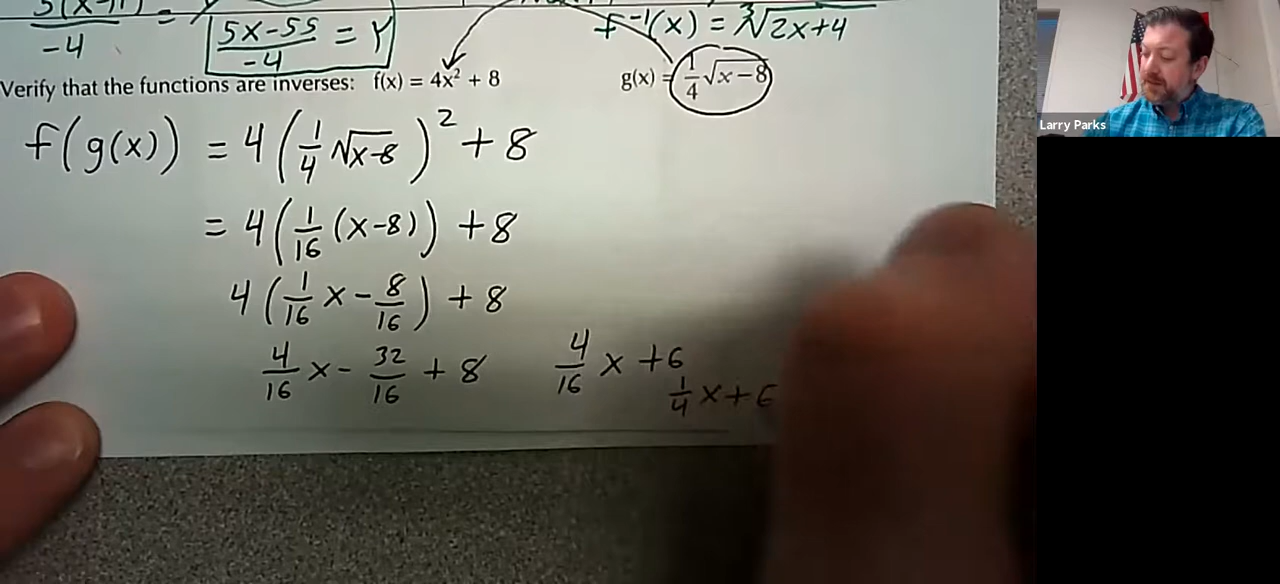 5(x-11) = Y
-4
5x-55 = Y
-4
f⁻¹(x) = ∛2x+4
Verify that the functions are inverses: f(x) = 4x² + 8 g(x) = 1/4 √x – 8
Larry Parks
f(g(x)) = 4(1/4 √x-8)² + 8
= 4(1/16 (x-8)) + 8
4(1/16 x - 8/16) + 8
4/16 x - 32/16 + 8 4/16 x + 6
1/4 x + 6